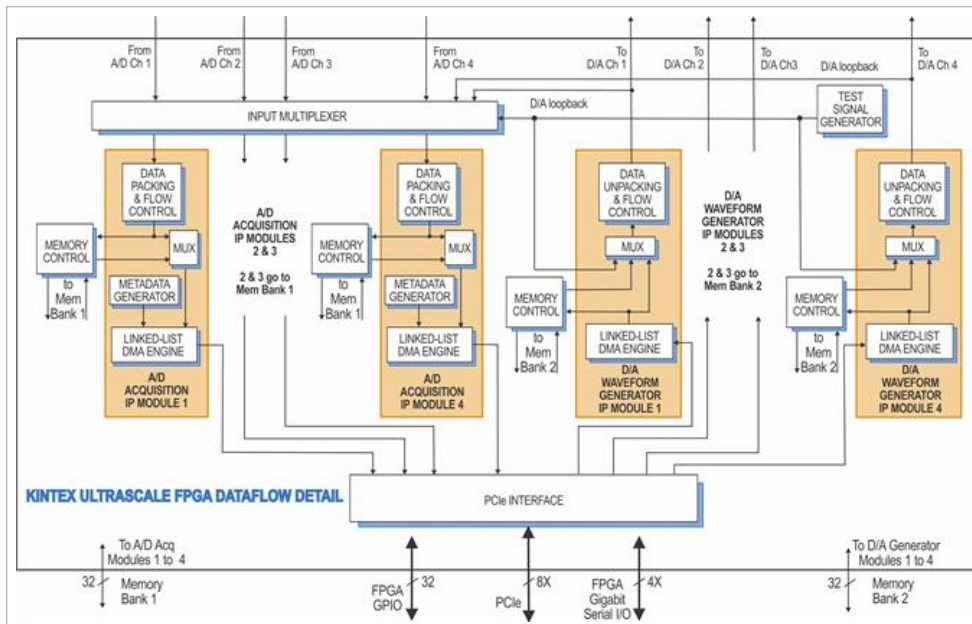 From
A/D Ch 1
From
A/D Ch 2
From
A/D Ch 3
From
A/D Ch 4
To
D/A Ch 1
To
D/A Ch 2
To
D/A Ch3
To
D/A Ch 4
D/A loopback
D/A loopback
INPUT MULTIPLEXER
TEST
SIGNAL
GENERATOR
DATA
PACKING
& FLOW
CONTROL
MUX
MEMORY
CONTROL
to
Mem
Bank 1
METADATA
GENERATOR
LINKED-LIST
DMA ENGINE
A/D
ACQUISITION
IP MODULE 1
A/D
ACQUISITION
IP MODULES
2 & 3
2 & 3 go to
Mem Bank 1
DATA
PACKING
& FLOW
CONTROL
MUX
MEMORY
CONTROL
to
Mem
Bank 1
METADATA
GENERATOR
LINKED-LIST
DMA ENGINE
A/D
ACQUISITION
IP MODULE 4
DATA
UNPACKING
& FLOW
CONTROL
MUX
MEMORY
CONTROL
to
Mem
Bank 2
LINKED-LIST
DMA ENGINE
D/A
WAVEFORM
GENERATOR
IP MODULE 1
D/A
WAVEFORM
GENERATOR
IP MODULES
2 & 3
2 & 3 go to
Mem Bank 2
DATA
UNPACKING
& FLOW
CONTROL
MUX
MEMORY
CONTROL
to
Mem
Bank 2
LINKED-LIST
DMA ENGINE
D/A
WAVEFORM
GENERATOR
IP MODULE 4
KINTEX ULTRASCALE FPGA DATAFLOW DETAIL
PCIe INTERFACE
To A/D Acq
Modules 1 to 4
32
Memory
Bank 1
FPGA
GPIO
32
PCIe
8X
FPGA
Gigabit
Serial I/O
4X
To D/A Generator
Modules 1 to 4
32
Memory
Bank 2